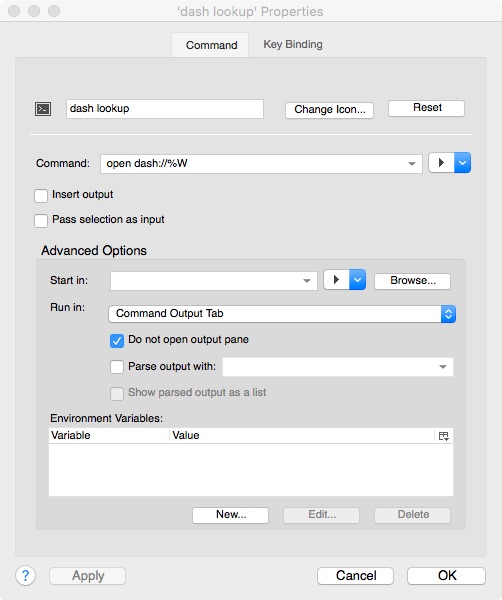 'dash lookup' Properties
Command Key Binding
dash lookup Change Icon... Reset
Command: open dash://%W
Insert output
Pass selection as input
Advanced Options
Start in: Browse...
Run in: Command Output Tab
Do not open output pane
Parse output with:
Show parsed output as a list
Environment Variables:
Variable Value
New... Edit... Delete
? Apply Cancel OK